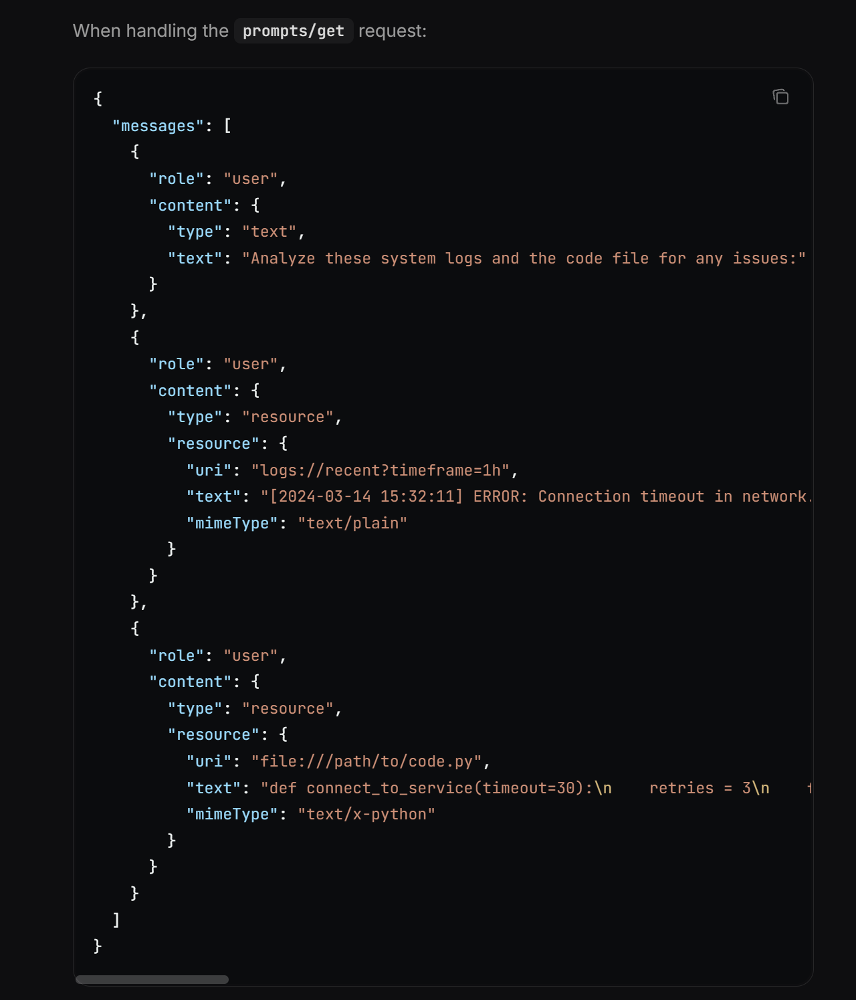 When handling the prompts/get request:
{
  "messages": [
    {
      "role": "user",
      "content": {
        "type": "text",
        "text": "Analyze these system logs and the code file for any issues:"
      }
    },
    {
      "role": "user",
      "content": {
        "type": "resource",
        "resource": {
          "uri": "logs://recent?timeframe=1h",
          "text": "[2024-03-14 15:32:11] ERROR: Connection timeout in network.
          "mimeType": "text/plain"
        }
      }
    },
    {
      "role": "user",
      "content": {
        "type": "resource",
        "resource": {
          "uri": "file:///path/to/code.py",
          "text": "def connect_to_service(timeout=30):\n    retries = 3\n
          "mimeType": "text/x-python"
        }
      }
    }
  ]
}